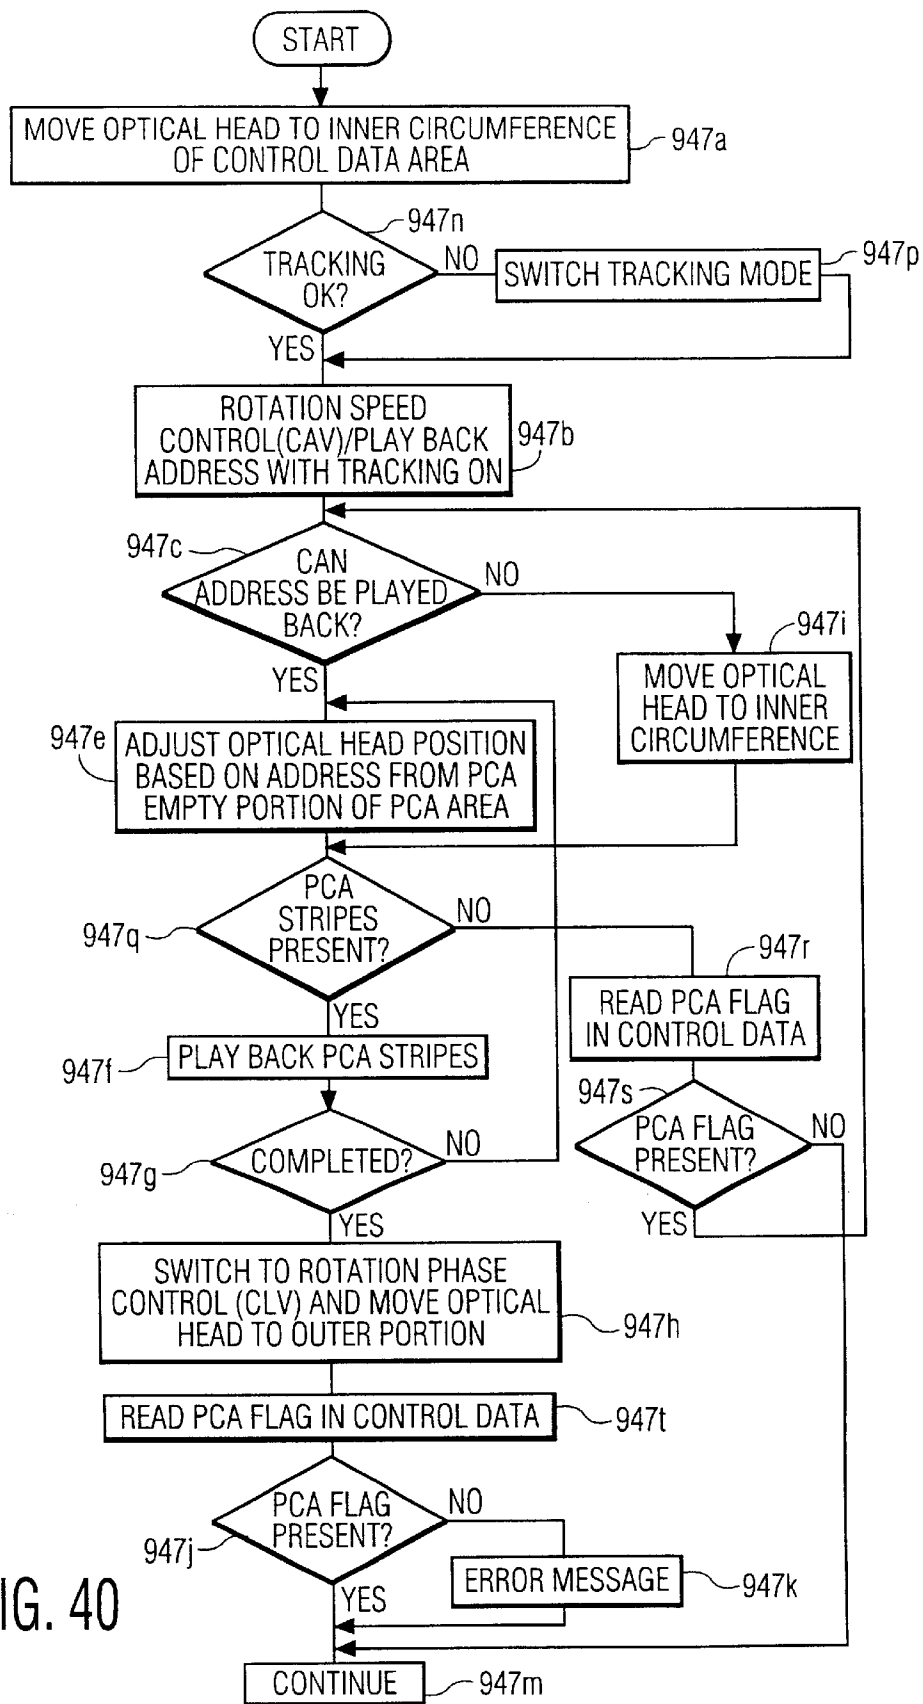 START
MOVE OPTICAL HEAD TO INNER CIRCUMFERENCE
OF CONTROL DATA AREA
947a
947n
TRACKING
OK?
NO
SWITCH TRACKING MODE
947p
YES
ROTATION SPEED
CONTROL(CAV)/PLAY BACK
ADDRESS WITH TRACKING ON
947b
947c
CAN
ADDRESS BE PLAYED
BACK?
NO
YES
947i
MOVE OPTICAL
HEAD TO INNER
CIRCUMFERENCE
947e
ADJUST OPTICAL HEAD POSITION
BASED ON ADDRESS FROM PCA
EMPTY PORTION OF PCA AREA
PCA
STRIPES
PRESENT?
947q
NO
YES
947r
READ PCA FLAG
IN CONTROL DATA
947f
PLAY BACK PCA STRIPES
947s
PCA FLAG
PRESENT?
NO
YES
947g
COMPLETED?
NO
YES
SWITCH TO ROTATION PHASE
CONTROL (CLV) AND MOVE OPTICAL
HEAD TO OUTER PORTION
947h
READ PCA FLAG IN CONTROL DATA
947t
PCA FLAG
PRESENT?
947j
NO
YES
ERROR MESSAGE
947k
IG. 40
CONTINUE
947m